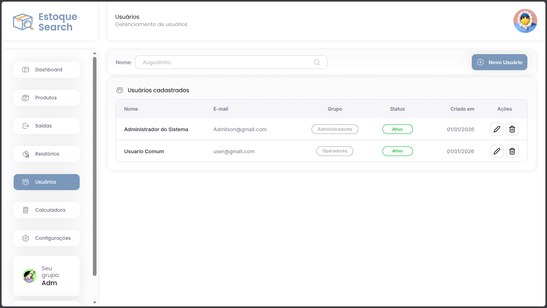 Estoque
Search
Usuários
Gerenciamento de usuários
Dashboard
Produtos
Saídas
Relatórios
Usuários
Calculadora
Configurações
Seu
grupo:
Adm
Nome: Augustinho
Novo Usuário
Usuários cadastrados
Nome E-mail Grupo Status Criado em Ações
Administrador do Sistema Admilson@gmail.com Administradores Ativo 01/01/2026
Usuario Comum user@gmail.com Operadores Ativo 01/01/2026